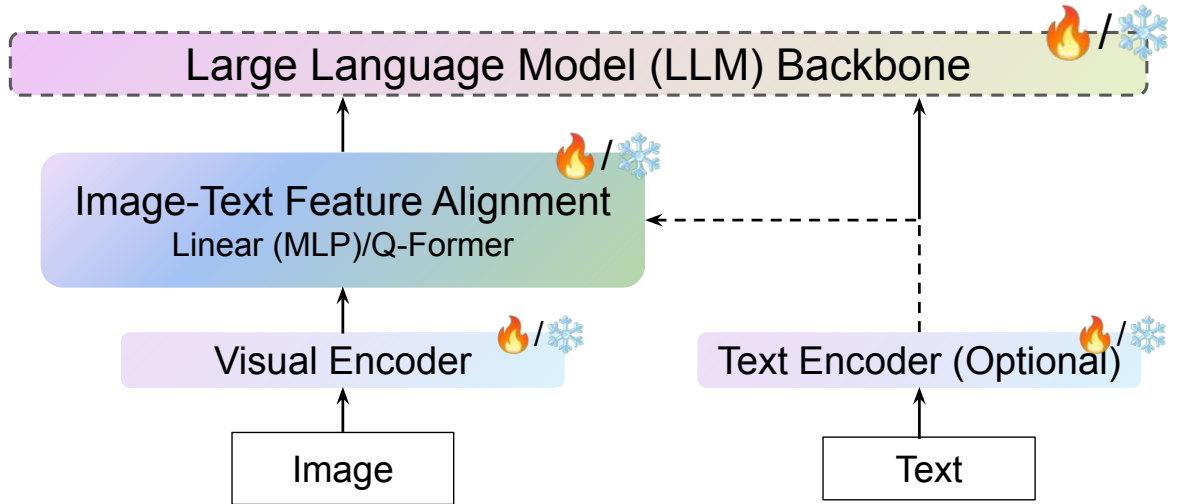 Large Language Model (LLM) Backbone
🔥/❄️
Image-Text Feature Alignment
Linear (MLP)/Q-Former
🔥/❄️
Visual Encoder
🔥/❄️
Text Encoder (Optional)
🔥/❄️
Image
Text